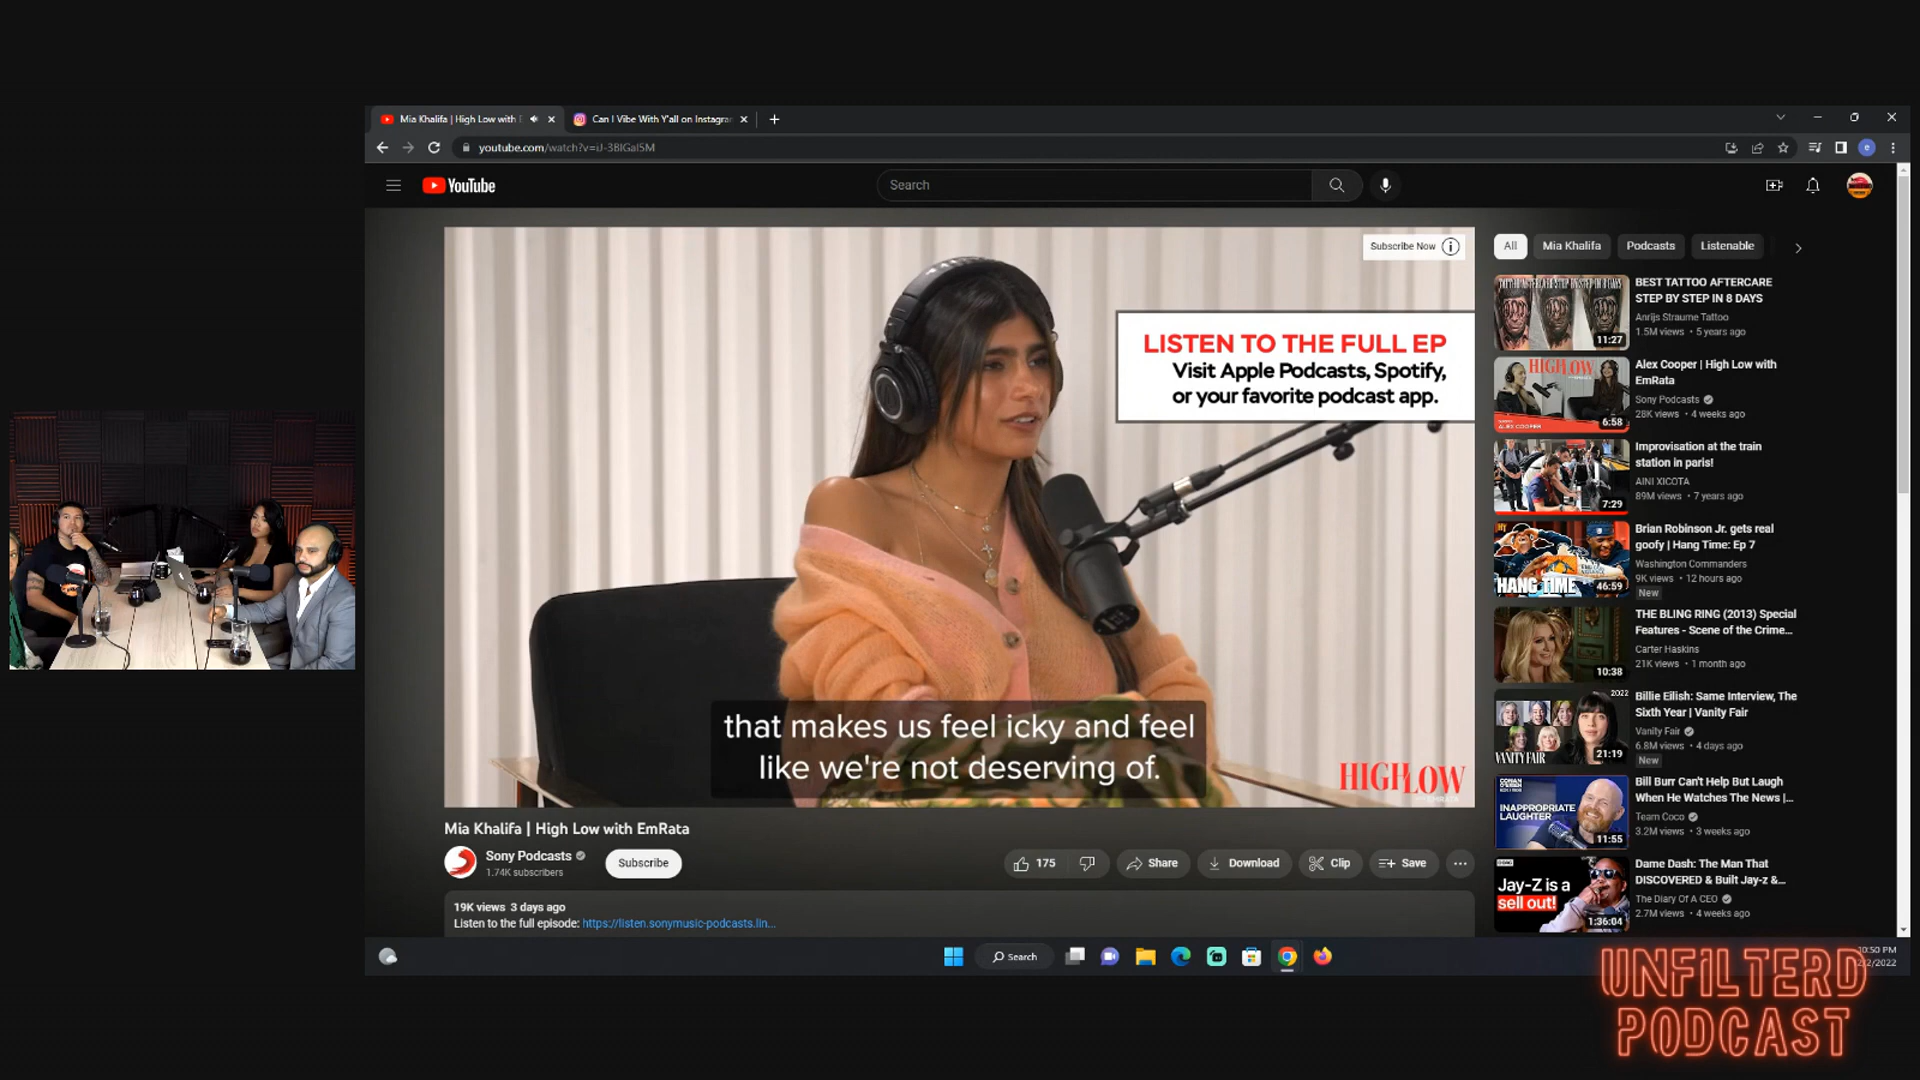 Mia Khalifa | High Low with E
Can I Vibe With Y'all on Instagra
youtube.com/watch?v=iJ-3BIGaI5M
YouTube
Search
Subscribe Now
LISTEN TO THE FULL EP
Visit Apple Podcasts, Spotify,
or your favorite podcast app.
that makes us feel icky and feel
like we're not deserving of.
HIGH LOW
Mia Khalifa | High Low with EmRata
Sony Podcasts
1.74K subscribers
Subscribe
175
Share
Download
Clip
Save
19K views 3 days ago
Listen to the full episode: https://listen.sonymusic-podcasts.lin...
All
Mia Khalifa
Podcasts
Listenable
11:27
BEST TATTOO AFTERCARE
STEP BY STEP IN 8 DAYS
Anrijs Straume Tattoo
1.5M views • 5 years ago
HIGH LOW
ALEX COOPER
6:58
Alex Cooper | High Low with
EmRata
Sony Podcasts
28K views • 4 weeks ago
7:29
Improvisation at the train
station in paris!
AINI XICOTA
89M views • 7 years ago
HANG TIME
46:59
Brian Robinson Jr. gets real
goofy | Hang Time: Ep 7
Washington Commanders
9K views • 12 hours ago
New
10:38
THE BLING RING (2013) Special
Features - Scene of the Crime...
Carter Haskins
21K views • 1 month ago
2022
VANITY FAIR
21:19
Billie Eilish: Same Interview, The
Sixth Year | Vanity Fair
Vanity Fair
6.8M views • 4 days ago
New
INAPPROPRIATE
LAUGHTER
11:55
Bill Burr Can't Help But Laugh
When He Watches The News |...
Team Coco
3.2M views • 3 weeks ago
Jay-Z is a
sell out!
1:36:04
Dame Dash: The Man That
DISCOVERED & Built Jay-z &...
The Diary Of A CEO
2.7M views • 4 weeks ago
Search
10:50 PM
2/2/2022
UNFILTERD
PODCAST